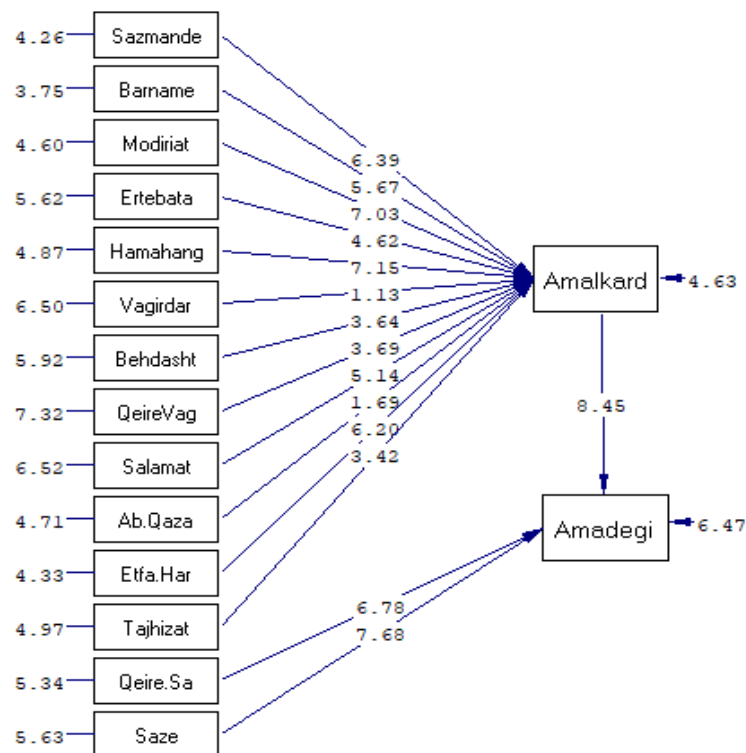 4.26 Sazmande
3.75 Barname
4.60 Modiriat
5.62 Ertebata
4.87 Hamahang
6.50 Vagirdar
5.92 Behdasht
7.32 QeireVag
6.52 Salamat
4.71 Ab.Qaza
4.33 Etfa.Har
4.97 Tajhizat
5.34 Qeire.Sa
5.63 Saze
6.39
5.67
7.03
4.62
7.15
1.13
3.64
3.69
5.14
1.69
6.20
3.42
6.78
7.68
Amalkard 4.63
8.45
Amadegi 6.47